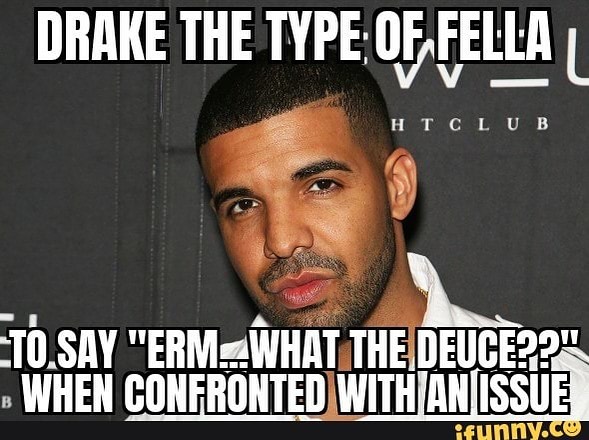 DRAKE THE TYPE OF FELLA
HTCLUB
TO SAY "ERM...WHAT THE DEUCE??"
WHEN CONFRONTED WITH AN ISSUE
ifunny.co